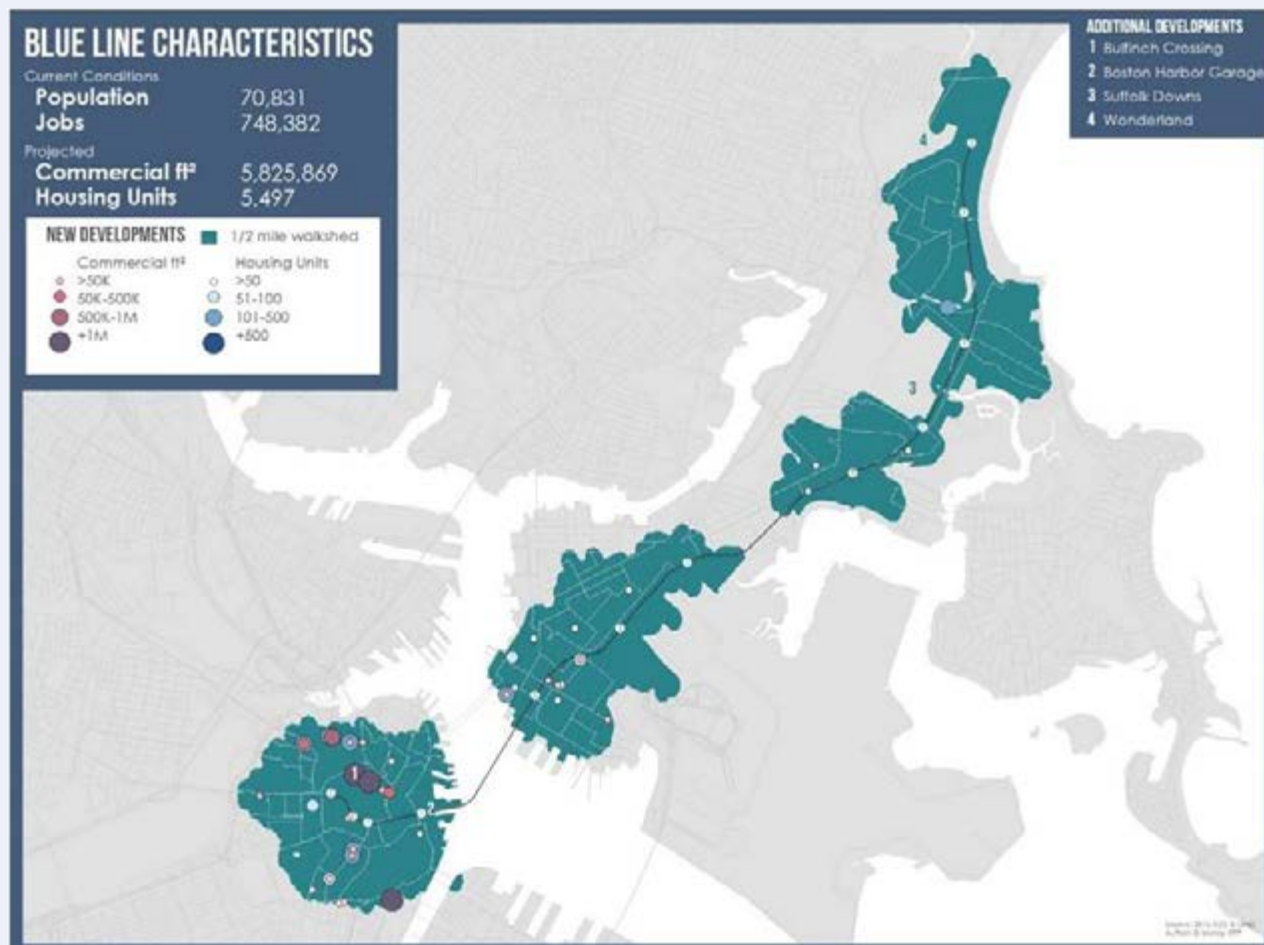 BLUE LINE CHARACTERISTICS
Current Conditions
Population 70,831
Jobs 748,382
Projected
Commercial ft² 5,825,869
Housing Units 5,497
NEW DEVELOPMENTS 1/2 mile walkshed
Commercial ft² Housing Units
>50K >50
50K-500K 51-100
500K-1M 101-500
+1M +500
ADDITIONAL DEVELOPMENTS
1 Bulfinch Crossing
2 Boston Harbor Garage
3 Suffolk Downs
4 Wonderland
4
3
1
2